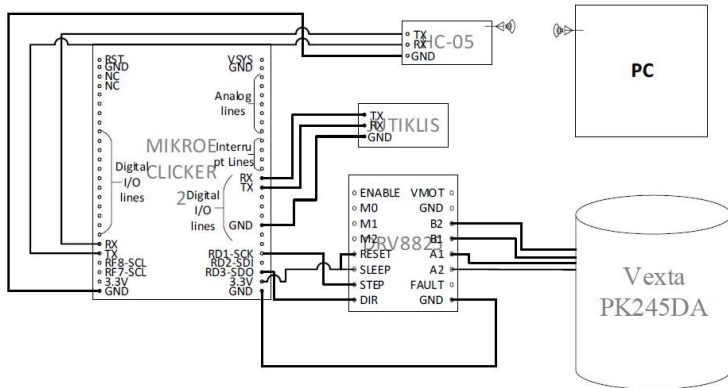 TX
RX
GND
HC-05
PC
RST
GND
NC
NC
VSYS
GND
Analog
lines
MIKROE
CLICKER
2
Interru
pt Lines
Digital
I/O
lines
Digital
I/O
lines
RX
TX
GND
RX
TX
RF8-SCL
RF7-SCL
3.3V
GND
RD1-SCK
RD2-SDI
RD3-SDO
3.3V
GND
TX
RX
GND
JUTIKLIS
ENABLE
M0
M1
M2
RESET
SLEEP
STEP
DIR
DRV8825
VMOT
GND
B2
B1
A1
A2
FAULT
GND
Vexta
PK245DA